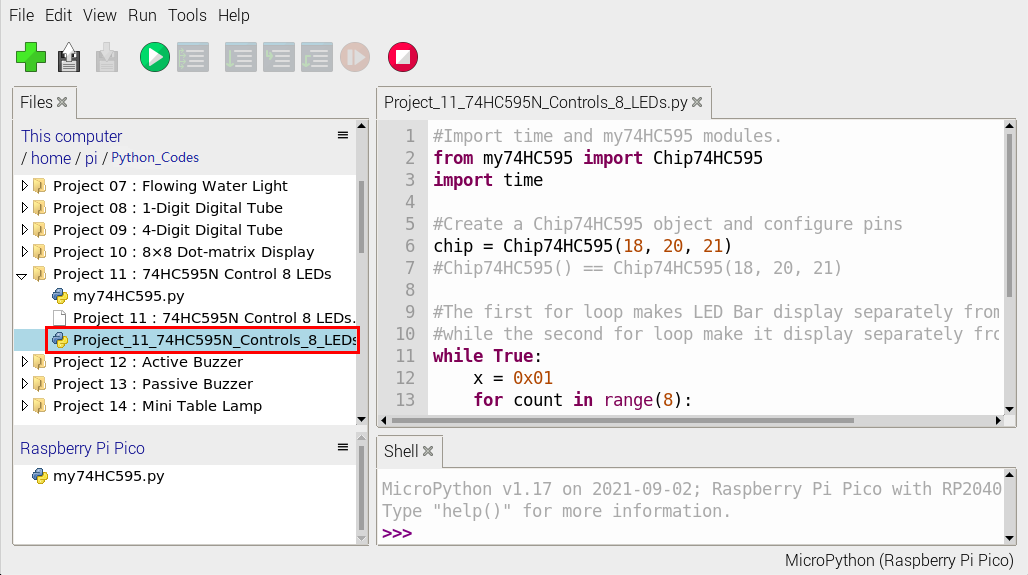 File Edit View Run Tools Help
Files
This computer
/ home / pi / Python_Codes
Project 07 : Flowing Water Light
Project 08 : 1-Digit Digital Tube
Project 09 : 4-Digit Digital Tube
Project 10 : 8×8 Dot-matrix Display
Project 11 : 74HC595N Control 8 LEDs
my74HC595.py
Project 11 : 74HC595N Control 8 LEDs.
Project_11_74HC595N_Controls_8_LEDs
Project 12 : Active Buzzer
Project 13 : Passive Buzzer
Project 14 : Mini Table Lamp
Raspberry Pi Pico
my74HC595.py
Project_11_74HC595N_Controls_8_LEDs.py
1 #Import time and my74HC595 modules.
2 from my74HC595 import Chip74HC595
3 import time
4
5 #Create a Chip74HC595 object and configure pins
6 chip = Chip74HC595(18, 20, 21)
7 #Chip74HC595() == Chip74HC595(18, 20, 21)
8
9 #The first for loop makes LED Bar display separately from
10 #while the second for loop make it display separately fro
11 while True:
12     x = 0x01
13     for count in range(8):
Shell
MicroPython v1.17 on 2021-09-02; Raspberry Pi Pico with RP2040
Type "help()" for more information.
>>>
MicroPython (Raspberry Pi Pico)